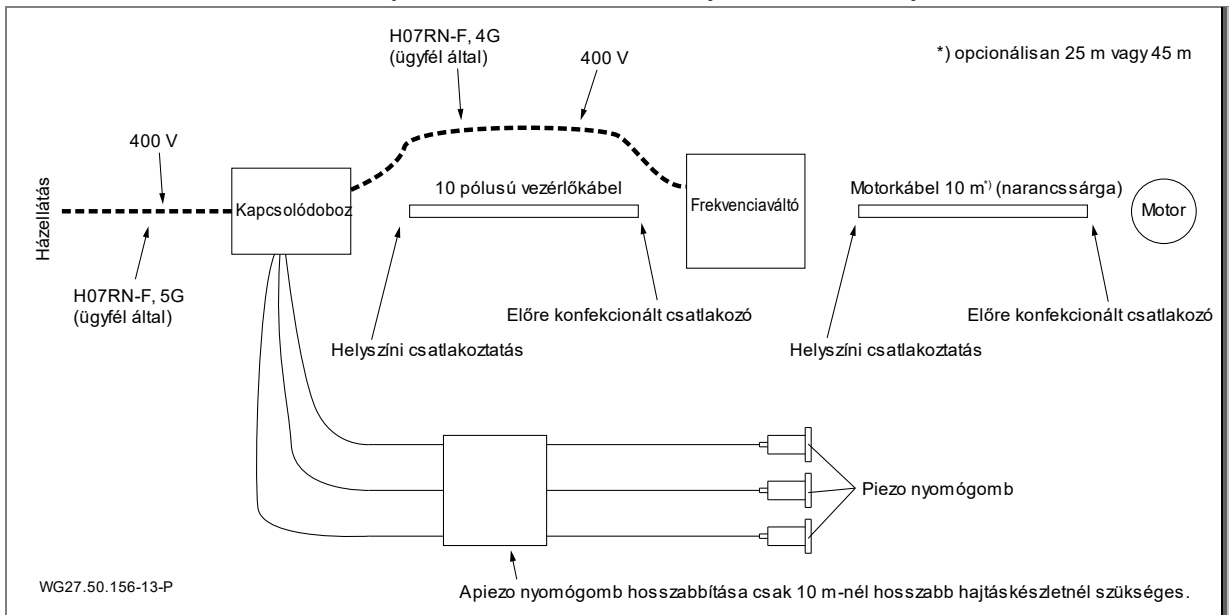 H07RN-F, 4G
(ügyfél által)
400 V
*) opcionálisan 25 m vagy 45 m
400 V
Házellátás
Kapcsolódoboz
10 pólusú vezérlőkábel
Frekvenciaváltó
Motorkábel 10 m*) (narancssárga)
Motor
H07RN-F, 5G
(ügyfél által)
Előre konfekcionált csatlakozó
Előre konfekcionált csatlakozó
Helyszíni csatlakoztatás
Helyszíni csatlakoztatás
Piezo nyomógomb
WG27.50.156-13-P
Apiezo nyomógomb hosszabbítása csak 10 m-nél hosszabb hajtáskészletnél szükséges.